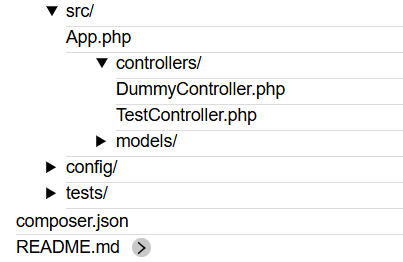 src/
App.php
controllers/
DummyController.php
TestController.php
models/
config/
tests/
composer.json
README.md